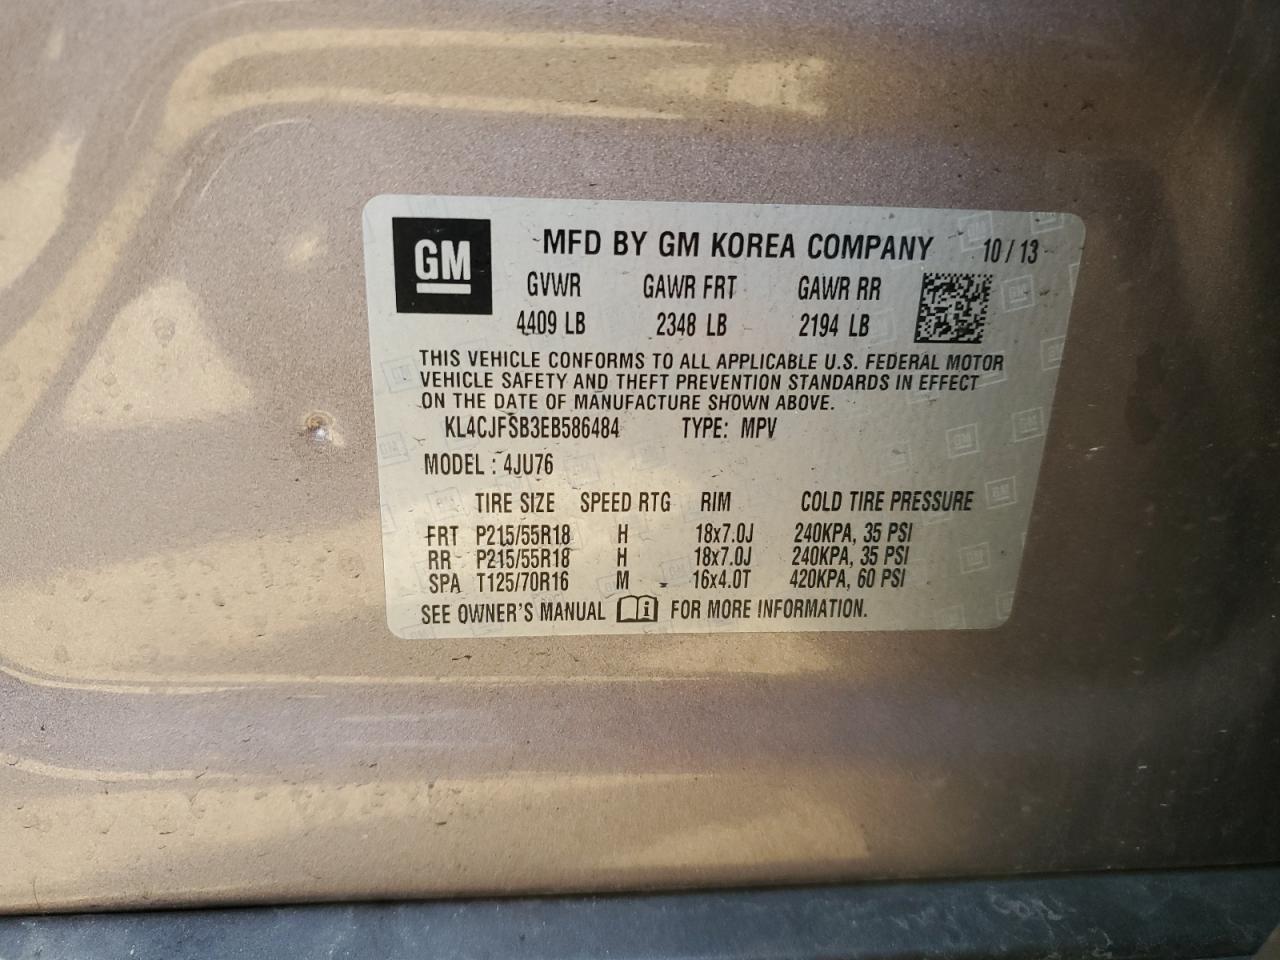 GM
MFD BY GM KOREA COMPANY 10 / 13
GVWR GAWR FRT GAWR RR
4409 LB 2348 LB 2194 LB
THIS VEHICLE CONFORMS TO ALL APPLICABLE U.S. FEDERAL MOTOR
VEHICLE SAFETY AND THEFT PREVENTION STANDARDS IN EFFECT
ON THE DATE OF MANUFACTURE SHOWN ABOVE.
KL4CJFSB3EB586484 TYPE: MPV
MODEL : 4JU76
TIRE SIZE SPEED RTG RIM COLD TIRE PRESSURE
FRT P215/55R18 H 18x7.0J 240KPA, 35 PSI
RR P215/55R18 H 18x7.0J 240KPA, 35 PSI
SPA T125/70R16 M 16x4.0T 420KPA, 60 PSI
SEE OWNER'S MANUAL i FOR MORE INFORMATION.